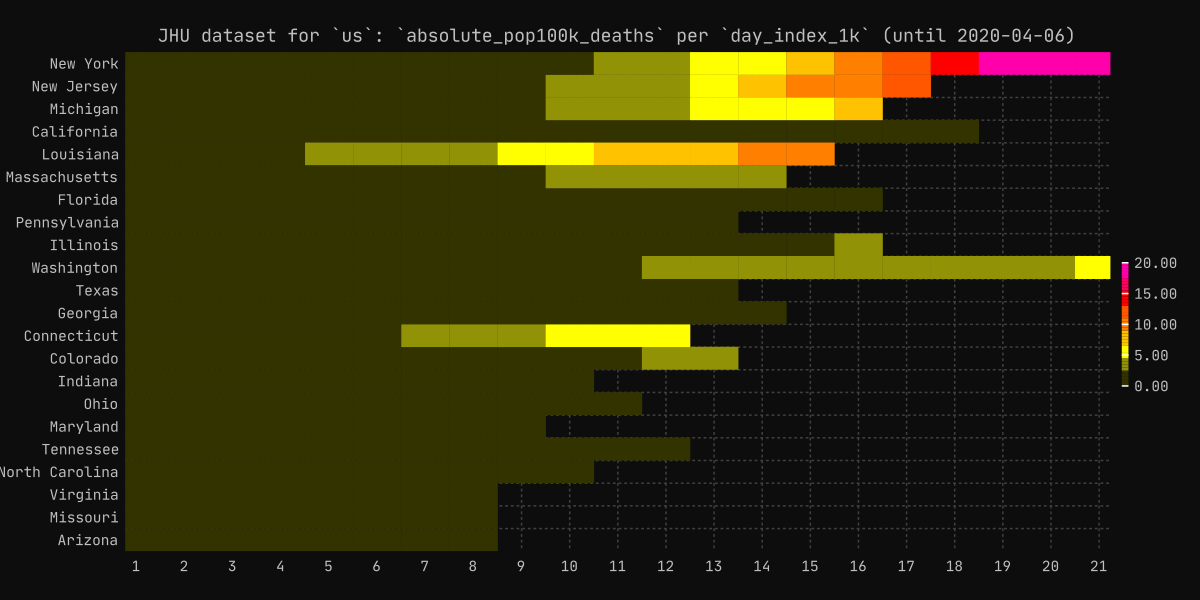 JHU dataset for `us`: `absolute_pop100k_deaths` per `day_index_1k` (until 2020-04-06)
New York
New Jersey
Michigan
California
Louisiana
Massachusetts
Florida
Pennsylvania
Illinois
Washington
Texas
Georgia
Connecticut
Colorado
Indiana
Ohio
Maryland
Tennessee
North Carolina
Virginia
Missouri
Arizona
1 2 3 4 5 6 7 8 9 10 11 12 13 14 15 16 17 18 19 20 21
20.00
15.00
10.00
5.00
0.00